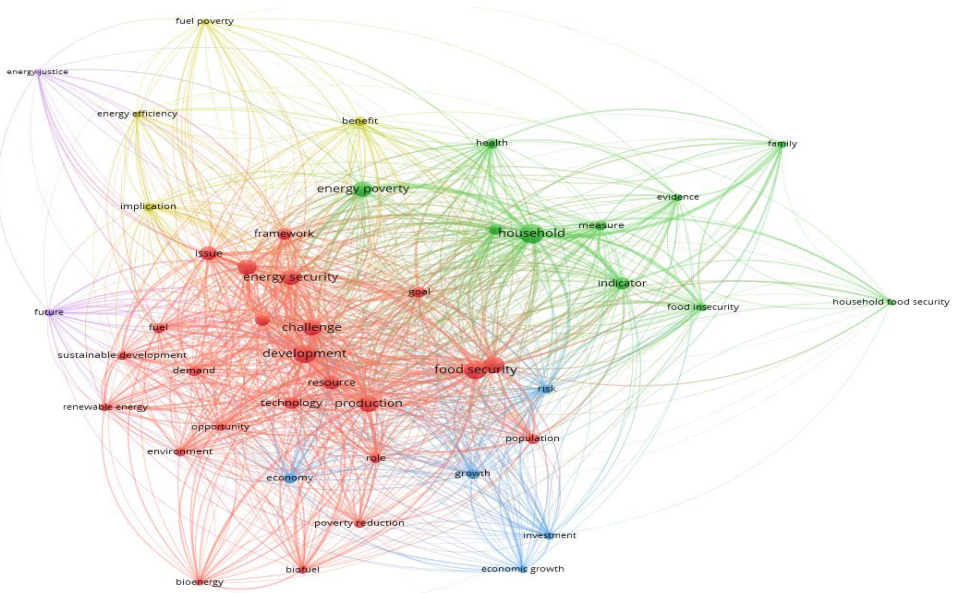 fuel poverty
energy justice
energy efficiency
benefit
health
family
energy poverty
evidence
implication
measure
framework
household
issue
energy security
indicator
goal
household food security
food insecurity
future
fuel
challenge
sustainable development
development
demand
food security
resource
risk
renewable energy
technology
production
opportunity
population
environment
role
economy
growth
poverty reduction
investment
biofuel
economic growth
bioenergy